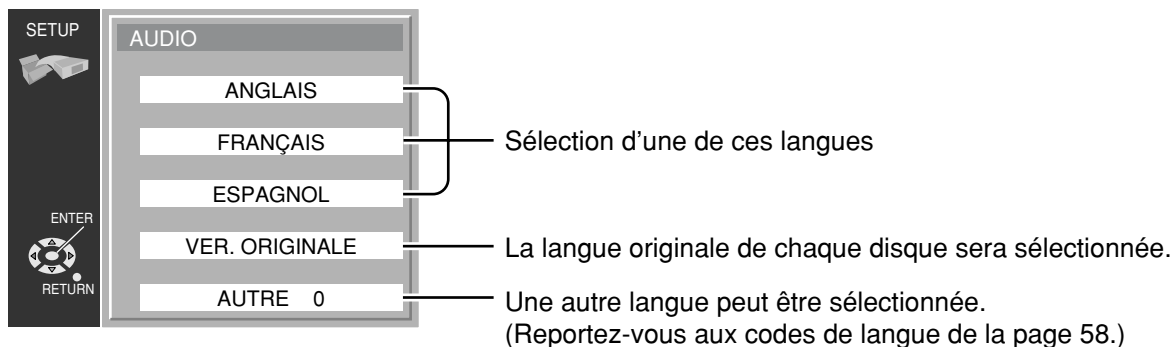 SETUP
AUDIO
ANGLAIS
FRANÇAIS
Sélection d’une de ces langues
ESPAGNOL
ENTER
VER. ORIGINALE
La langue originale de chaque disque sera sélectionnée.
RETURN
AUTRE 0
Une autre langue peut être sélectionnée.
(Reportez-vous aux codes de langue de la page 58.)